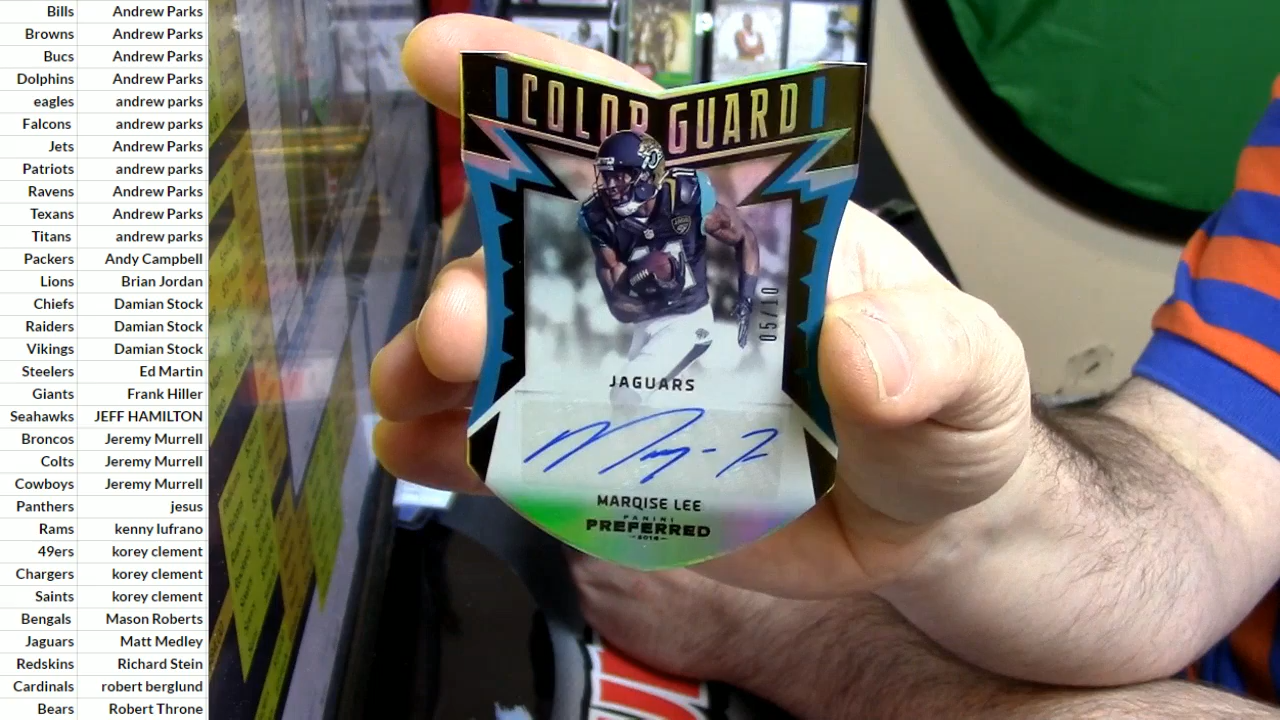 Bills Andrew Parks
Browns Andrew Parks
Bucs Andrew Parks
Dolphins Andrew Parks
eagles andrew parks
Falcons andrew parks
Jets Andrew Parks
Patriots andrew parks
Ravens Andrew Parks
Texans Andrew Parks
Titans andrew parks
Packers Andy Campbell
Lions Brian Jordan
Chiefs Damian Stock
Raiders Damian Stock
Vikings Damian Stock
Steelers Ed Martin
Giants Frank Hiller
Seahawks JEFF HAMILTON
Broncos Jeremy Murrell
Colts Jeremy Murrell
Cowboys Jeremy Murrell
Panthers jesus
Rams kenny lufrano
49ers korey clement
Chargers korey clement
Saints korey clement
Bengals Mason Roberts
Jaguars Matt Medley
Redskins Richard Stein
Cardinals robert berglund
Bears Robert Throne
COLOR GUARD
05/10
JAGUARS
MARQISE LEE
PANINI
PREFERRED
2016